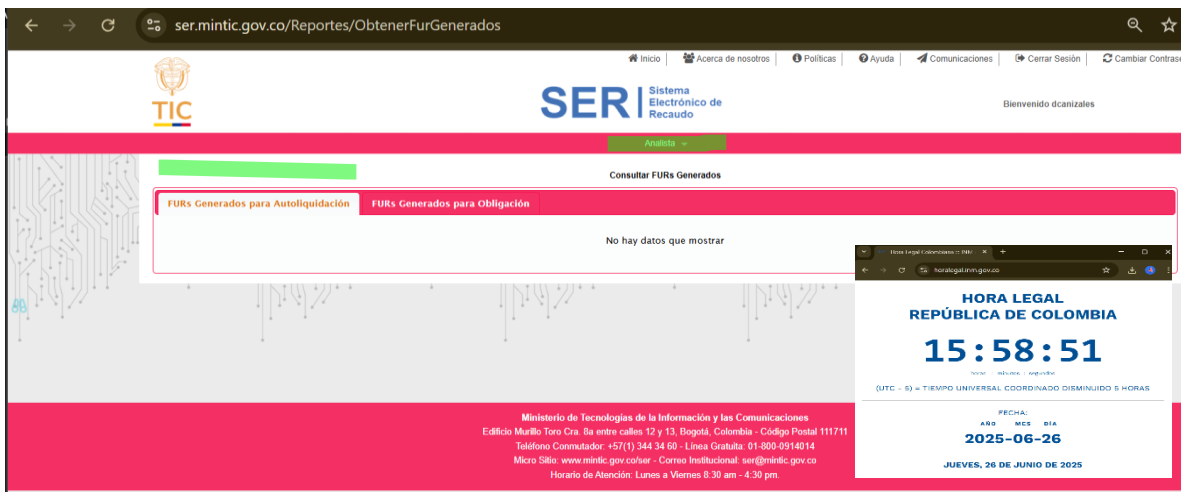 ser.mintic.gov.co/Reportes/ObtenerFurGenerados
Inicio Acerca de nosotros Políticas Ayuda Comunicaciones Cerrar Sesión Cambiar Contrase
TIC
SER Sistema
Electrónico de
Recaudo
Bienvenido dcanizales
Analista
Consultar FURs Generados
FURs Generados para Autoliquidación FURs Generados para Obligación
No hay datos que mostrar
Hora Legal Colombiana ::
horalegal.inm.gov.co
HORA LEGAL
REPÚBLICA DE COLOMBIA
15:58:51
horas : minutos : segundos
(UTC - 5) = TIEMPO UNIVERSAL COORDINADO DISMINUIDO 5 HORAS
FECHA:
AÑO MES DÍA
2025-06-26
JUEVES, 26 DE JUNIO DE 2025
Ministerio de Tecnologías de la Información y las Comunicaciones
Edificio Murillo Toro Cra. 8a entre calles 12 y 13, Bogotá, Colombia - Código Postal 111711
Teléfono Conmutador: +57(1) 344 34 60 - Línea Gratuita: 01-800-0914014
Micro Sitio: www.mintic.gov.co/ser - Correo Institucional: ser@mintic.gov.co
Horario de Atención: Lunes a Viernes 8:30 am - 4:30 pm.